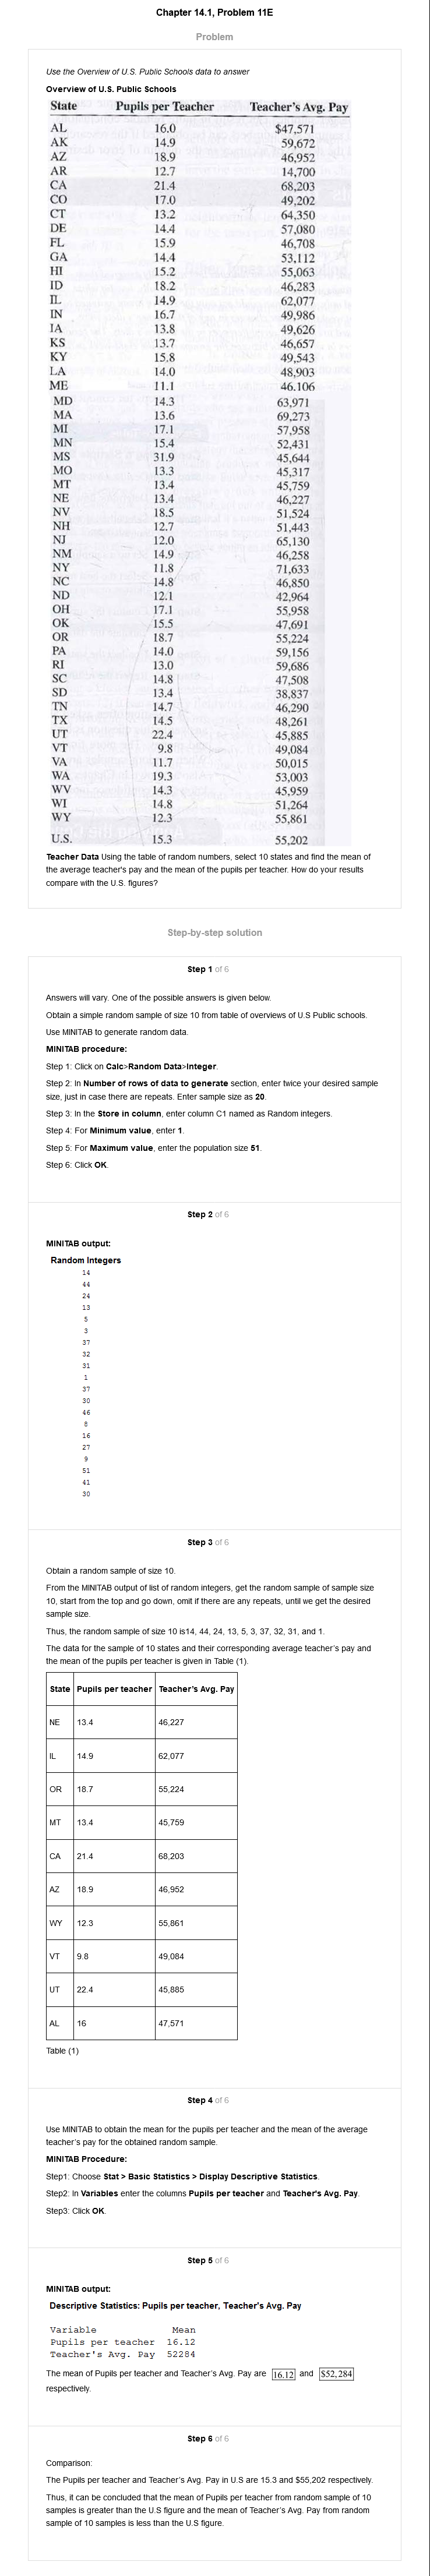 Chapter 14.1, Problem 11E
Problem
Use the Overview of U.S. Public Schools data to answer
Overview of U.S. Public Schools
State Pupils per Teacher Teacher's Avg. Pay
AL 16.0 $47,571
AK 14.9 59,672
AZ 18.9 46,952
AR 12.7 14,700
CA 21.4 68,203
CO 17.0 49,202
CT 13.2 64,350
DE 14.4 57,080
FL 15.9 46,708
GA 14.4 53,112
HI 15.2 55,063
ID 18.2 46,283
IL 14.9 62,077
IN 16.7 49,986
IA 13.8 49,626
KS 13.7 46,657
KY 15.8 49,543
LA 14.0 48,903
ME 11.1 46.106
MD 14.3 63,971
MA 13.6 69,273
MI 17.1 57,958
MN 15.4 52,431
MS 31.9 45,644
MO 13.3 45,317
MT 13.4 45,759
NE 13.4 46,227
NV 18.5 51,524
NH 12.7 51,443
NJ 12.0 65,130
NM 14.9 46,258
NY 11.8 71,633
NC 14.8 46,850
ND 12.1 42,964
OH 17.1 55,958
OK 15.5 47,691
OR 18.7 55,224
PA 14.0 59,156
RI 13.0 59,686
SC 14.8 47,508
SD 13.4 38,837
TN 14.7 46,290
TX 14.5 48,261
UT 22.4 45,885
VT 9.8 49,084
VA 11.7 50,015
WA 19.3 53,003
WV 14.3 45,959
WI 14.8 51,264
WY 12.3 55,861
U.S. 15.3 55,202
Teacher Data Using the table of random numbers, select 10 states and find the mean of
the average teacher's pay and the mean of the pupils per teacher. How do your results
compare with the U.S. figures?
Step-by-step solution
Step 1 of 6
Answers will vary. One of the possible answers is given below.
Obtain a simple random sample of size 10 from table of overviews of U.S Public schools.
Use MINITAB to generate random data.
MINITAB procedure:
Step 1: Click on Calc>Random Data>Integer.
Step 2: In Number of rows of data to generate section, enter twice your desired sample
size, just in case there are repeats. Enter sample size as 20.
Step 3: In the Store in column, enter column C1 named as Random integers.
Step 4: For Minimum value, enter 1.
Step 5: For Maximum value, enter the population size 51.
Step 6: Click OK.
Step 2 of 6
MINITAB output:
Random Integers
14
44
24
13
5
3
37
32
31
1
37
30
46
8
16
27
9
51
41
30
Step 3 of 6
Obtain a random sample of size 10.
From the MINITAB output of list of random integers, get the random sample of sample size
10, start from the top and go down, omit if there are any repeats, until we get the desired
sample size.
Thus, the random sample of size 10 is14, 44, 24, 13, 5, 3, 37, 32, 31, and 1.
The data for the sample of 10 states and their corresponding average teacher's pay and
the mean of the pupils per teacher is given in Table (1).
State Pupils per teacher Teacher's Avg. Pay
NE 13.4 46,227
IL 14.9 62,077
OR 18.7 55,224
MT 13.4 45,759
CA 21.4 68,203
AZ 18.9 46,952
WY 12.3 55,861
VT 9.8 49,084
UT 22.4 45,885
AL 16 47,571
Table (1)
Step 4 of 6
Use MINITAB to obtain the mean for the pupils per teacher and the mean of the average
teacher's pay for the obtained random sample.
MINITAB Procedure:
Step1: Choose Stat > Basic Statistics > Display Descriptive Statistics.
Step2: In Variables enter the columns Pupils per teacher and Teacher's Avg. Pay.
Step3: Click OK.
Step 5 of 6
MINITAB output:
Descriptive Statistics: Pupils per teacher, Teacher's Avg. Pay
Variable Mean
Pupils per teacher 16.12
Teacher's Avg. Pay 52284
The mean of Pupils per teacher and Teacher's Avg. Pay are 16.12 and $52,284
respectively.
Step 6 of 6
Comparison:
The Pupils per teacher and Teacher's Avg. Pay in U.S are 15.3 and $55,202 respectively.
Thus, it can be concluded that the mean of Pupils per teacher from random sample of 10
samples is greater than the U.S figure and the mean of Teacher's Avg. Pay from random
sample of 10 samples is less than the U.S figure.